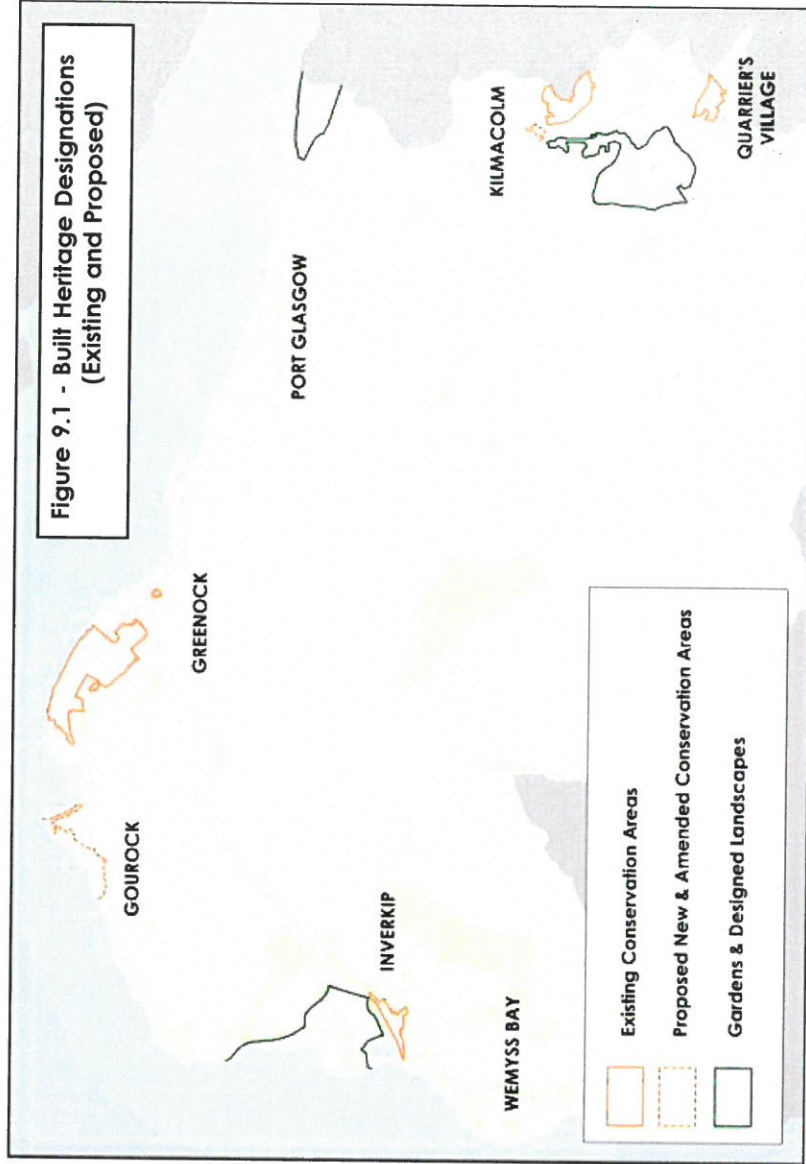 Figure 9.1 - Built Heritage Designations
(Existing and Proposed)
GOUROCK
GREENOCK
PORT GLASGOW
KILMACOLM
QUARRIER'S
VILLAGE
INVERKIP
WEMYSS BAY
Existing Conservation Areas
Proposed New & Amended Conservation Areas
Gardens & Designed Landscapes